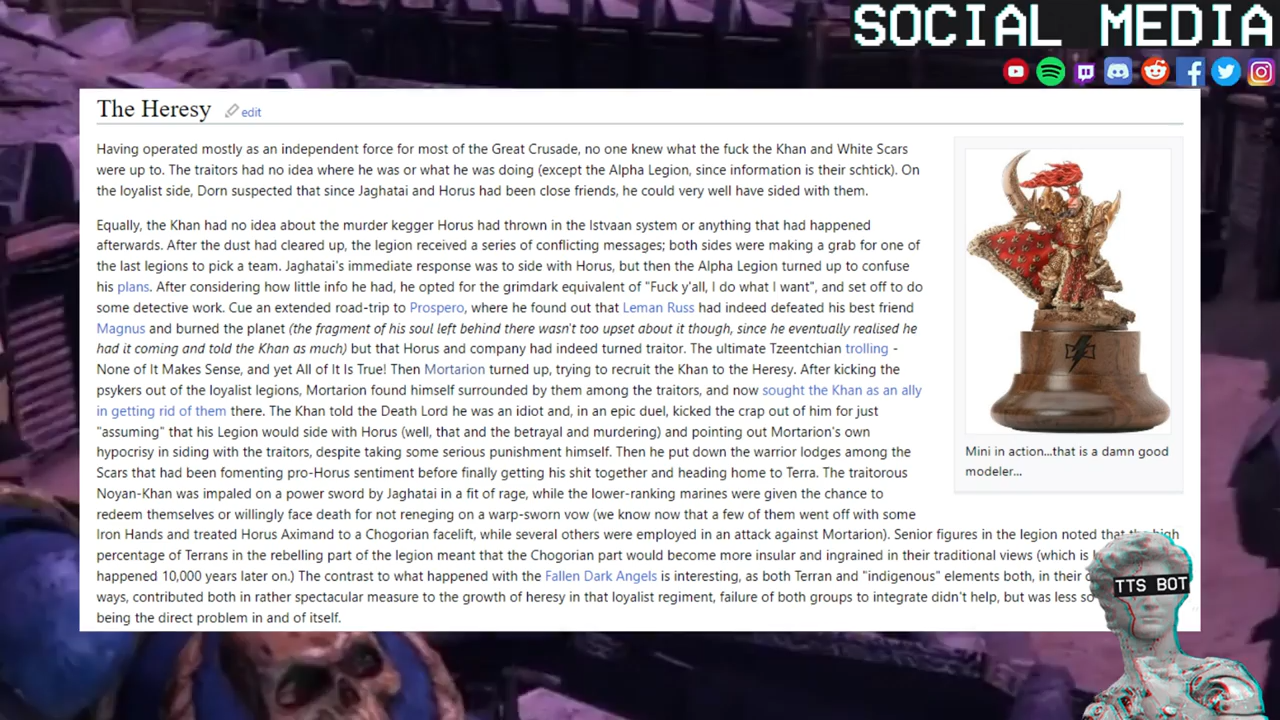 SOCIAL MEDIA
The Heresy edit
Having operated mostly as an independent force for most of the Great Crusade, no one knew what the fuck the Khan and White Scars
were up to. The traitors had no idea where he was or what he was doing (except the Alpha Legion, since information is their schtick). On
the loyalist side, Dorn suspected that since Jaghatai and Horus had been close friends, he could very well have sided with them.
Equally, the Khan had no idea about the murder kegger Horus had thrown in the Istvaan system or anything that had happened
afterwards. After the dust had cleared up, the legion received a series of conflicting messages; both sides were making a grab for one of
the last legions to pick a team. Jaghatai's immediate response was to side with Horus, but then the Alpha Legion turned up to confuse
his plans. After considering how little info he had, he opted for the grimdark equivalent of "Fuck y'all, I do what I want", and set off to do
some detective work. Cue an extended road-trip to Prospero, where he found out that Leman Russ had indeed defeated his best friend
Magnus and burned the planet (the fragment of his soul left behind there wasn't too upset about it though, since he eventually realised he
had it coming and told the Khan as much) but that Horus and company had indeed turned traitor. The ultimate Tzeentchian trolling -
None of It Makes Sense, and yet All of It Is True! Then Mortarion turned up, trying to recruit the Khan to the Heresy. After kicking the
psykers out of the loyalist legions, Mortarion found himself surrounded by them among the traitors, and now sought the Khan as an ally
in getting rid of them there. The Khan told the Death Lord he was an idiot and, in an epic duel, kicked the crap out of him for just
"assuming" that his Legion would side with Horus (well, that and the betrayal and murdering) and pointing out Mortarion's own
hypocrisy in siding with the traitors, despite taking some serious punishment himself. Then he put down the warrior lodges among the
Scars that had been fomenting pro-Horus sentiment before finally getting his shit together and heading home to Terra. The traitorous
Noyan-Khan was impaled on a power sword by Jaghatai in a fit of rage, while the lower-ranking marines were given the chance to
redeem themselves or willingly face death for not reneging on a warp-sworn vow (we know now that a few of them went off with some
Iron Hands and treated Horus Aximand to a Chogorian facelift, while several others were employed in an attack against Mortarion). Senior figures in the legion noted that the high
percentage of Terrans in the rebelling part of the legion meant that the Chogorian part would become more insular and ingrained in their traditional views (which is
happened 10,000 years later on.) The contrast to what happened with the Fallen Dark Angels is interesting, as both Terran and "indigenous" elements both, in their
ways, contributed both in rather spectacular measure to the growth of heresy in that loyalist regiment, failure of both groups to integrate didn't help, but was less so
being the direct problem in and of itself.
Mini in action...that is a damn good
modeler...
TTS BOT